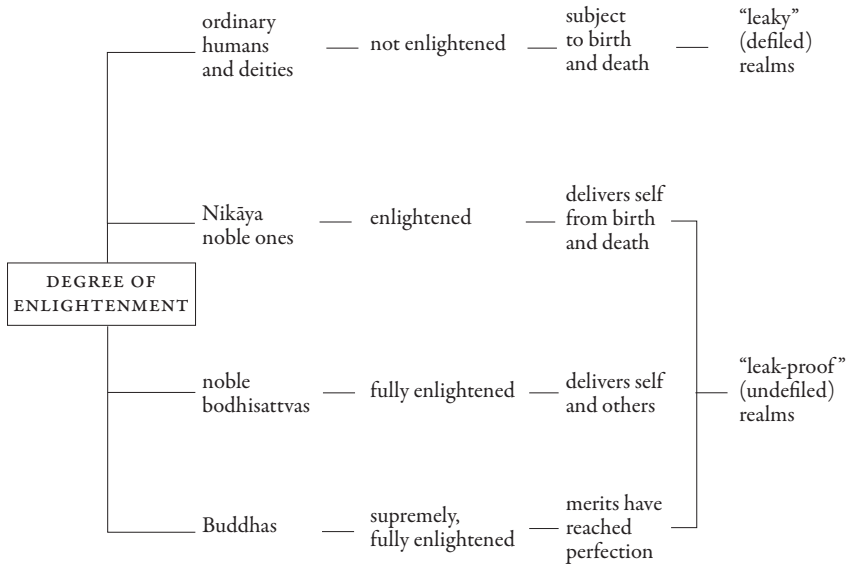 ordinary
humans
and deities
not enlightened
subject
to birth
and death
“leaky”
(defiled)
realms
Nikāya
noble ones
enlightened
delivers self
from birth
and death
DEGREE OF
ENLIGHTENMENT
noble
bodhisattvas
fully enlightened
delivers self
and others
“leak-proof”
(undefiled)
realms
Buddhas
supremely,
fully enlightened
merits have
reached
perfection